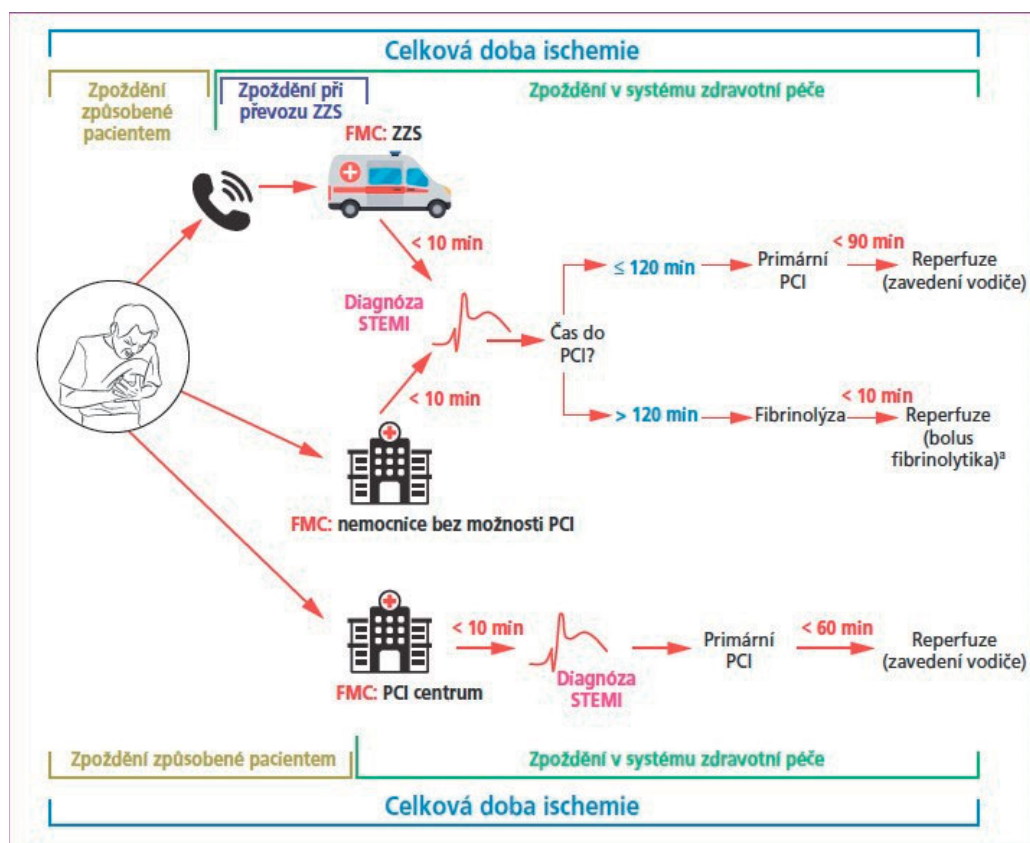 Celková doba ischemie
Zpoždění
způsobené
pacientem
Zpoždění při
převozu ZZS
Zpoždění v systému zdravotní péče
FMC: ZZS
< 10 min
Diagnóza
STEMI
< 10 min
Čas do
PCI?
≤ 120 min
Primární
PCI
< 90 min
Reperfuze
(zavedení vodiče)
> 120 min
Fibrinolýza
< 10 min
Reperfuze
(bolus
fibrinolytika)ᵃ
FMC: nemocnice bez možnosti PCI
FMC: PCI centrum
< 10 min
Diagnóza
STEMI
Primární
PCI
< 60 min
Reperfuze
(zavedení vodiče)
Zpoždění způsobené pacientem
Zpoždění v systému zdravotní péče
Celková doba ischemie